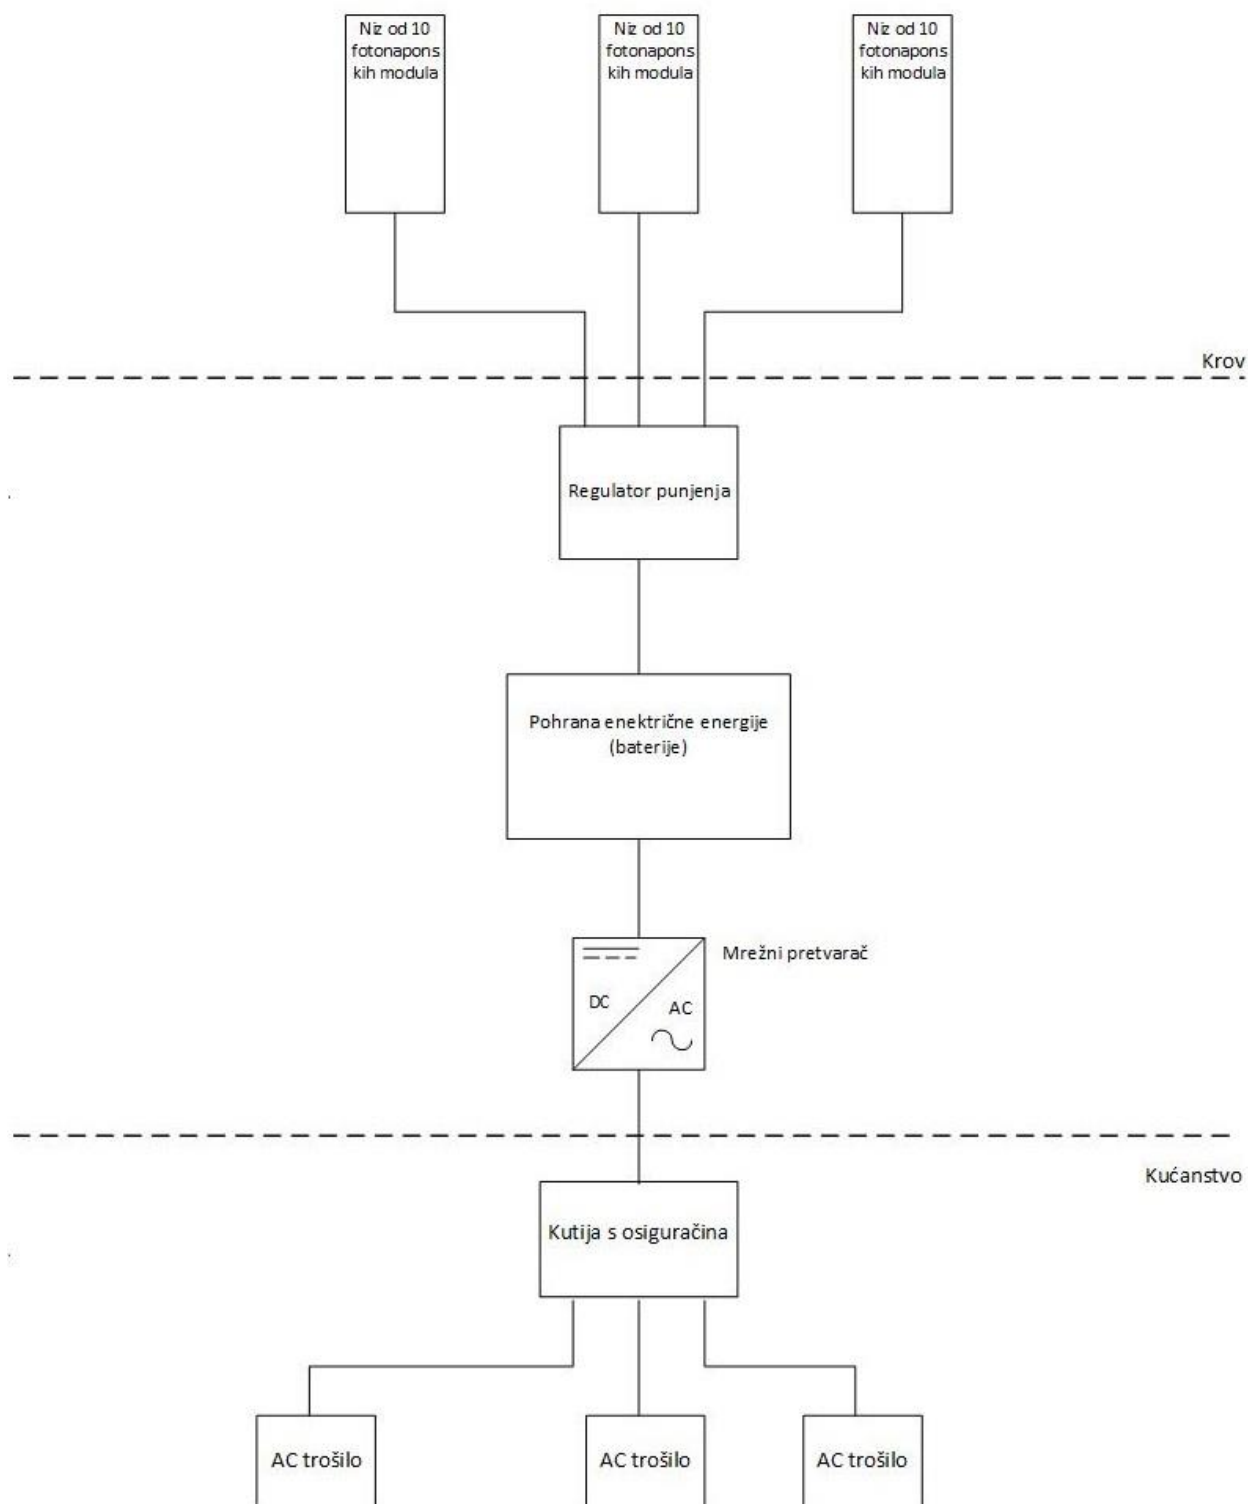 Niz od 10
fotonapons
kih modula
Niz od 10
fotonapons
kih modula
Niz od 10
fotonapons
kih modula
Krov
Regulator punjenja
Pohrana enektrične energije
(baterije)
Mrežni pretvarač
DC
AC
Kućanstvo
Kutija s osiguračina
AC trošilo
AC trošilo
AC trošilo